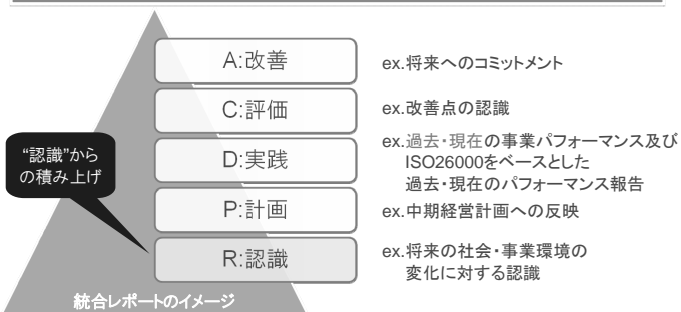 A:改善
ex.将来へのコミットメント
C:評価
ex.改善点の認識
D:実践
ex.過去・現在の事業パフォーマンス及び
ISO26000をベースとした
過去・現在のパフォーマンス報告
“認識”から
の積み上げ
P:計画
ex.中期経営計画への反映
R:認識
ex.将来の社会・事業環境の
変化に対する認識
統合レポートのイメージ